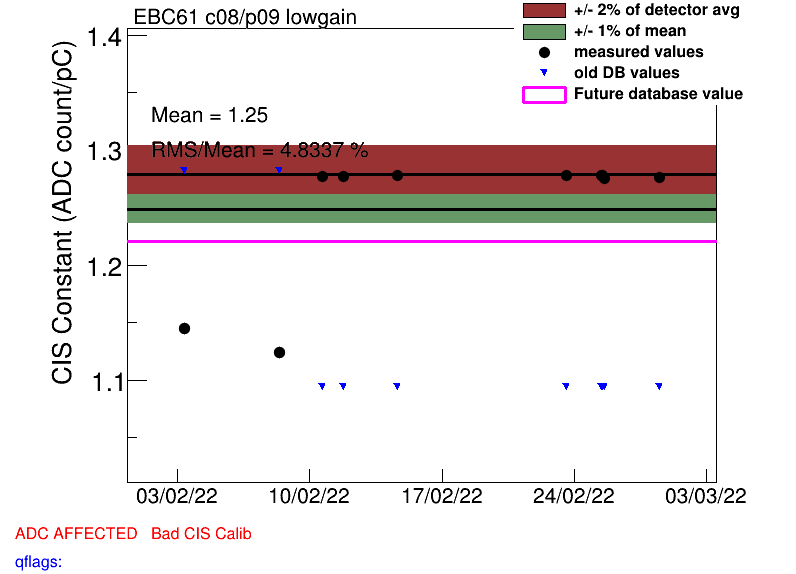 EBC61 c08/p09 lowgain
+/- 2% of detector avg
+/- 1% of mean
measured values
old DB values
Future database value
Mean = 1.25
RMS/Mean = 4.8337 %
CIS Constant (ADC count/pC)
1.4
1.3
1.2
1.1
03/02/22 10/02/22 17/02/22 24/02/22 03/03/22
ADC AFFECTED Bad CIS Calib
qflags: